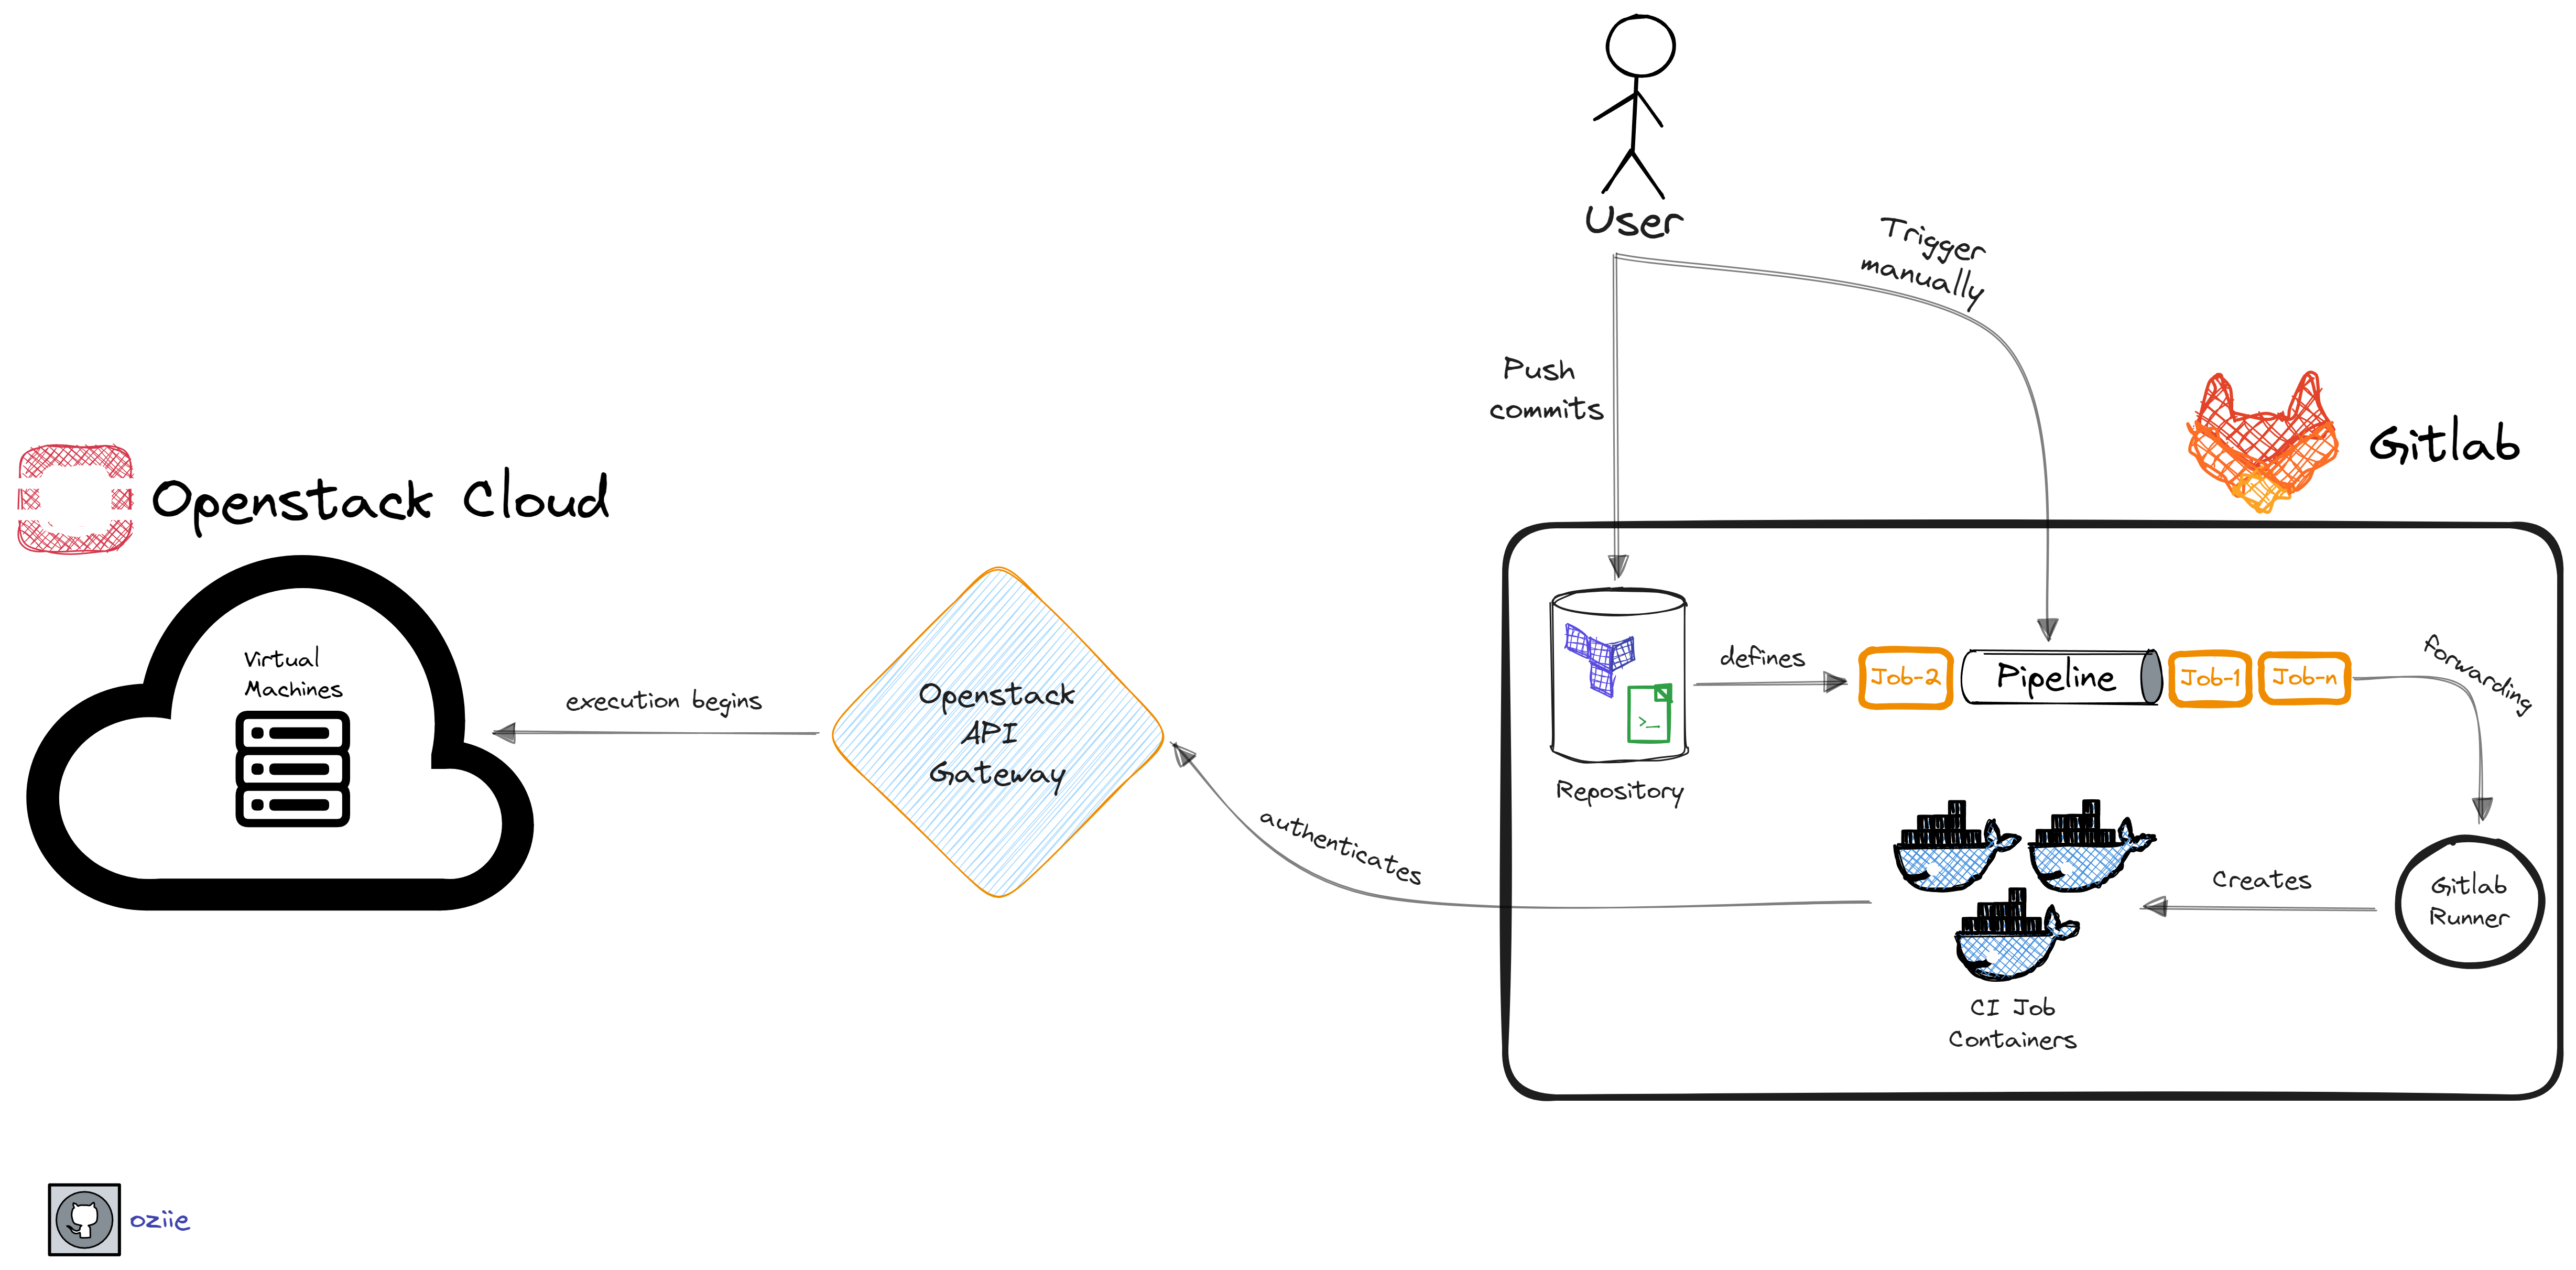 User
Trigger
manually
Push
commits
Gitlab
Openstack Cloud
Virtual
Machines
execution begins
Openstack
API
Gateway
authenticates
>_
Repository
defines
Job-2
Pipeline
Job-1
Job-n
forwarding
Gitlab
Runner
Creates
CI Job
Containers
oziie